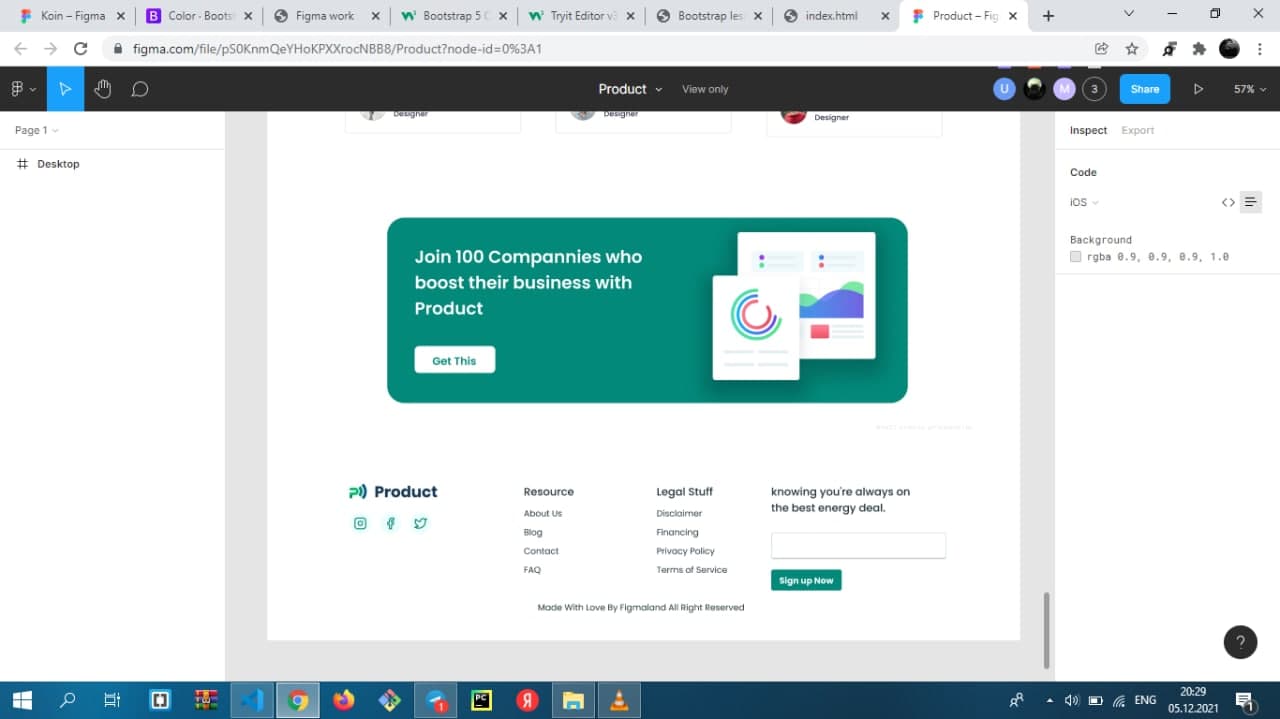 Koin – Figma
Color · Boots
Figma work
Bootstrap 5 C
Tryit Editor v3
Bootstrap les
index.html
Product – Fig
figma.com/file/pS0KnmQeYHoKPXXrocNBB8/Product?node-id=0%3A1
Product
View only
U
M
3
Share
57%
Page 1
Desktop
Designer
Designer
Designer
Inspect
Export
Code
iOS
Background
rgba 0.9, 0.9, 0.9, 1.0
Join 100 Compannies who
boost their business with
Product
Get This
Product
Resource
About Us
Blog
Contact
FAQ
Legal Stuff
Disclaimer
Financing
Privacy Policy
Terms of Service
knowing you're always on
the best energy deal.
Sign up Now
Made With Love By Figmaland All Right Reserved
?
PC
Я
1
ENG
20:29
05.12.2021
1